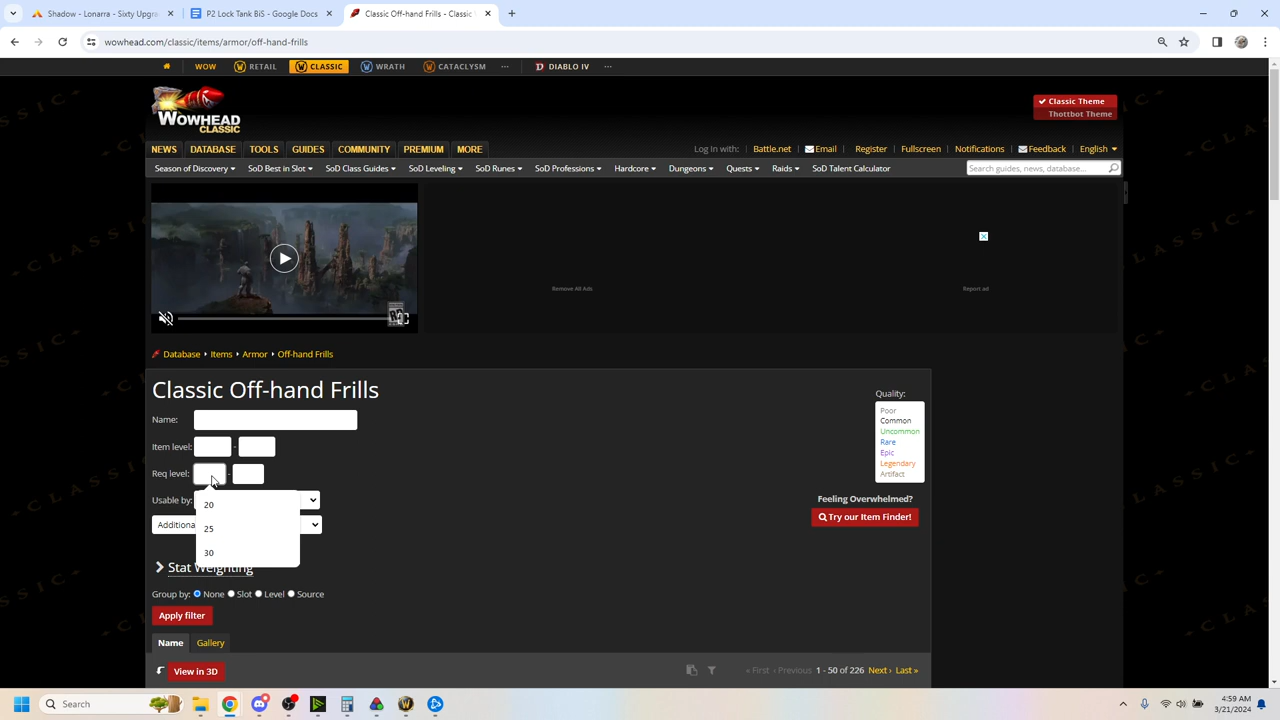 Shadow - Lonarra - Sixty Upgra
P2 Lock Tank BiS - Google Docs
Classic Off-hand Frills - Classic
wowhead.com/classic/items/armor/off-hand-frills
WOW RETAIL CLASSIC WRATH CATACLYSM ... DIABLO IV ...
WOWHEAD
CLASSIC
Classic Theme
Thottbot Theme
NEWS DATABASE TOOLS GUIDES COMMUNITY PREMIUM MORE
Log In with: Battle.net Email Register Fullscreen Notifications Feedback English
Season of Discovery SoD Best in Slot SoD Class Guides SoD Leveling SoD Runes SoD Professions Hardcore Dungeons Quests Raids SoD Talent Calculator
Search guides, news, database...
Remove All Ads
Report ad
Database Items Armor Off-hand Frills
Classic Off-hand Frills
Quality:
Name:
Poor
Common
Uncommon
Rare
Epic
Legendary
Artifact
Item level: -
Req level: -
Usable by:
20
25
30
Additiona
Feeling Overwhelmed?
Try our Item Finder!
Stat Weighting
Group by: None Slot Level Source
Apply filter
Name Gallery
View in 3D
« First ‹ Previous 1 - 50 of 226 Next › Last »
Search
4:59 AM
3/21/2024